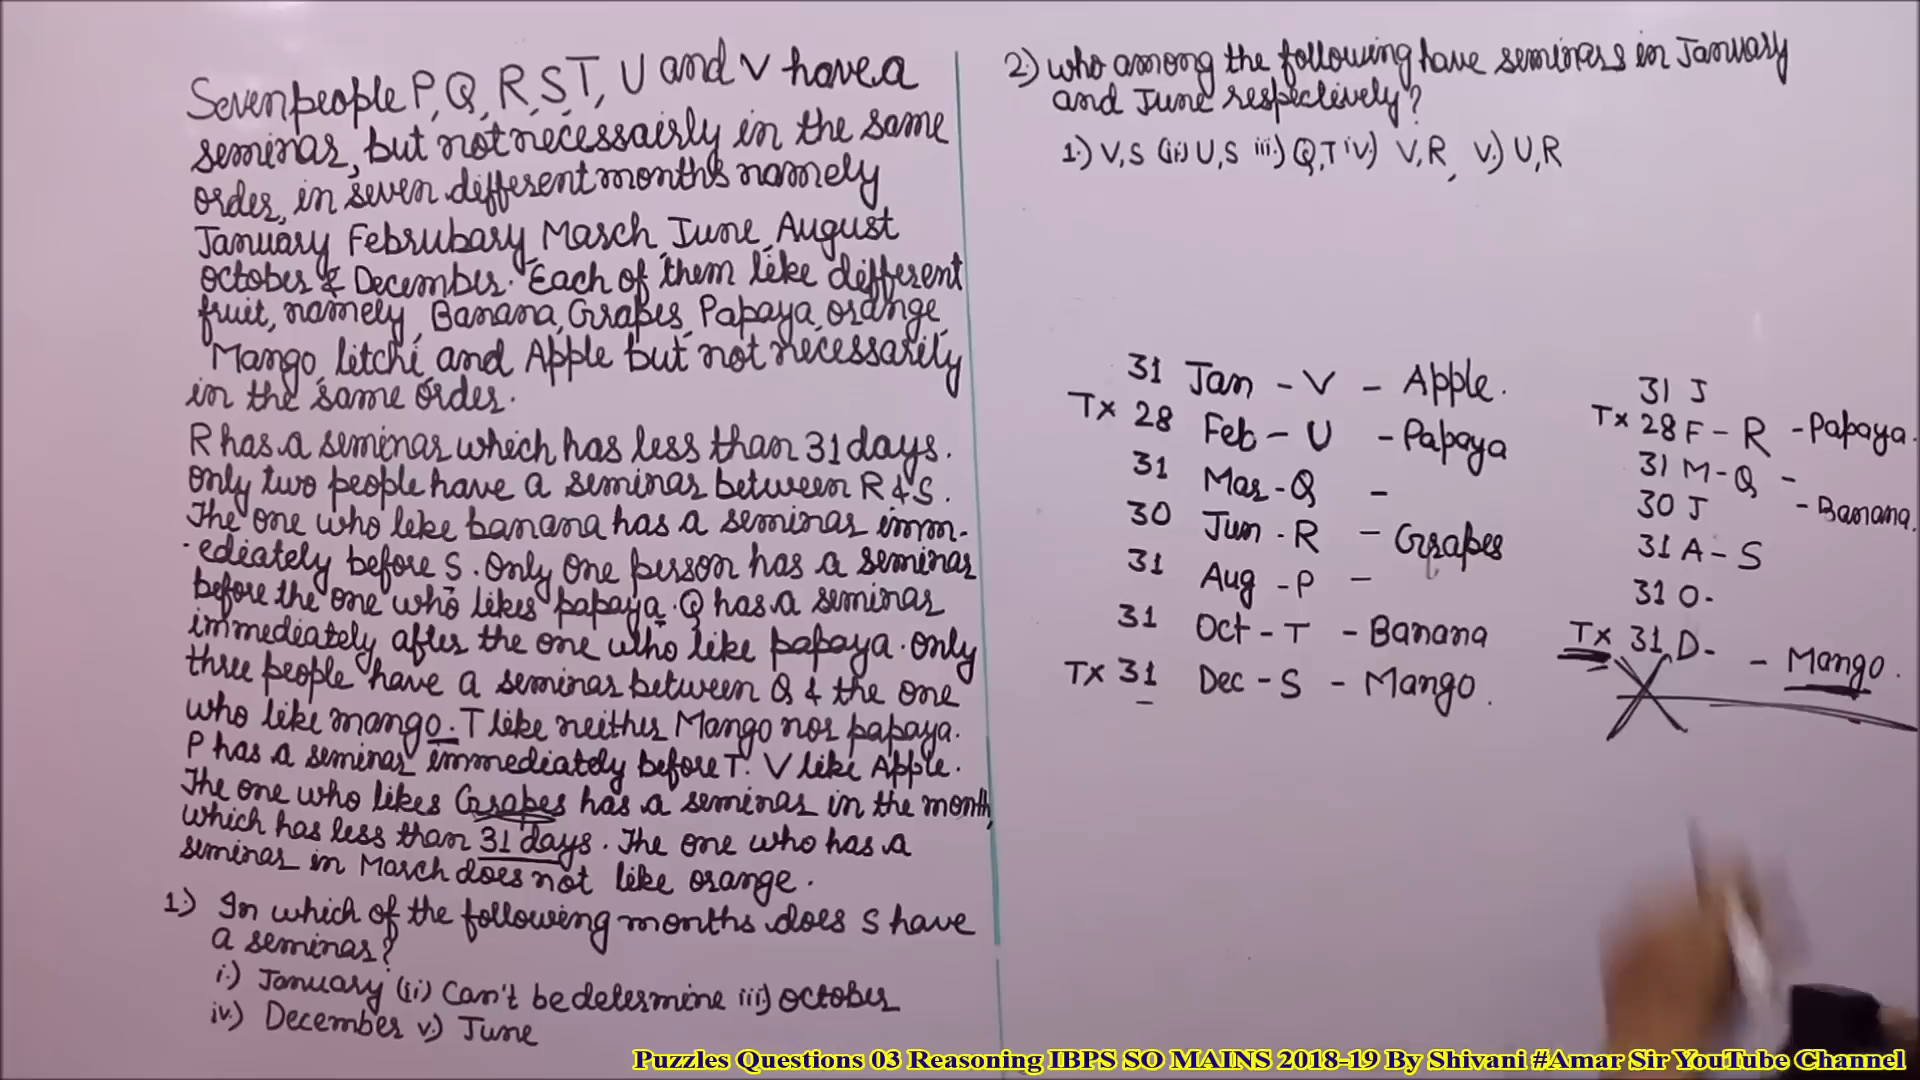 Seven people P, Q, R, S, T, U and V have a
seminar, but not necessairly in the same
order, in seven different months namely
January Februbary, March, June, August
October & December. Each of them like different
fruit, namely, Banana, Grapes, Papaya, orange,
Mango, litchi, and Apple but not necessarily
in the same order.
R has a seminar which has less than 31 days.
only two people have a seminar between R & S.
The one who like banana has a seminar imm-
-ediately before S. Only one person has a seminar
before the one who likes papaya. Q has a seminar
immediately after the one who like papaya. only
three people have a seminar between Q & the one
who like mango. T like neither Mango nor papaya.
P has a seminar immediately before T. V like Apple.
The one who likes Grapes has a seminar in the month,
which has less than 31 days. The one who has a
seminar in March does not like orange.
1.) In which of the following months does S have
a seminar?
i.) January (ii) Can't be determine iii) October
iv.) December v.) June
2.) who among the following have seminars in January
and June respectively?
1.) V,S (ii) U,S iii.) Q,T iv.) V,R, v.) U,R
31 Jan - V - Apple.
Tx 28 Feb - U - Papaya
31 Mar - Q -
30 Jun - R - Grapes
31 Aug - P -
31 Oct - T - Banana
Tx 31 Dec - S - Mango.
31 J
Tx 28 F - R - Papaya.
31 M - Q -
30 J - Banana.
31 A - S
31 O -
Tx 31 D - - Mango.
Puzzles Questions 03 Reasoning IBPS SO MAINS 2018-19 By Shivani #Amar Sir YouTube Channel